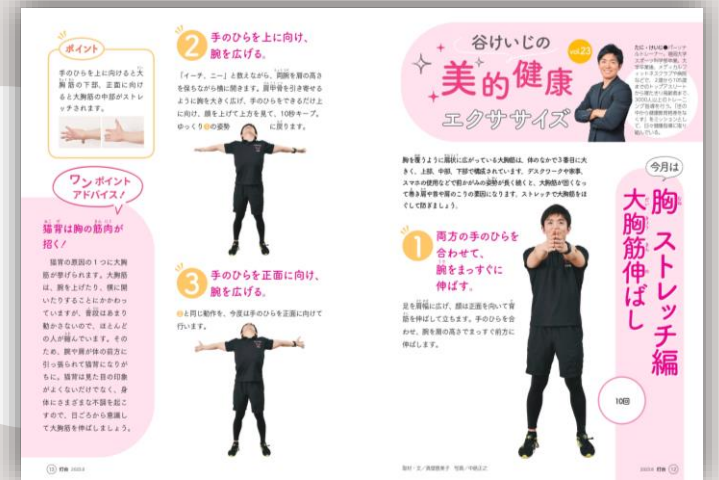 谷けいじの
美的健康
エクササイズ
vol.23
今月は
胸 ストレッチ編
大胸筋伸ばし
10回
胸を覆うように扇状に広がっている大胸筋は、体のなかで3番目に大
きく、上部、中部、下部で構成されています。デスクワークや家事、
スマホの使用などで前かがみの姿勢が長く続くと、大胸筋が固くなっ
て巻き肩や首や肩のこりの要因になります。ストレッチで大胸筋をほ
ぐして防ぎましょう。
1 両方の手のひらを
合わせて、
腕をまっすぐに
伸ばす。
足を肩幅に広げ、顔は正面を向いて背
筋を伸ばして立ちます。手のひらを合
わせ、腕を肩の高さでまっすぐ前方に
伸ばします。
2 手のひらを上に向け、
腕を広げる。
「イーチ、ニー」と数えながら、両腕を肩の高さ
を保ちながら横に開きます。肩甲骨を引き寄せる
ように胸を大きく広げ、手のひらをできるだけ上
に向け、顔を上げて上方を見て、10秒キープ。
ゆっくり1の姿勢に戻ります。
3 手のひらを正面に向け、
腕を広げる。
2と同じ動作を、今度は手のひらを正面に向けて
行います。
ポイント
手のひらを上に向けると大
胸筋の下部、正面に向け
ると大胸筋の中部がストレ
ッチされます。
ワンポイント
アドバイス!
猫背は胸の筋肉が
招く!
猫背の原因の1つに大胸
筋が挙げられます。大胸筋
は、腕を上げたり、横に開
いたりすることにかかわっ
ていますが、普段はあまり
動かさないので、ほとんど
の人が縮んでいます。その
ため、腕や肩が体の前方に
引っ張られて猫背になりが
ちに。猫背は見た目の印象
がよくないだけでなく、身
体にさまざまな不調を起こ
すので、日ごろから意識し
て大胸筋を伸ばしましょう。